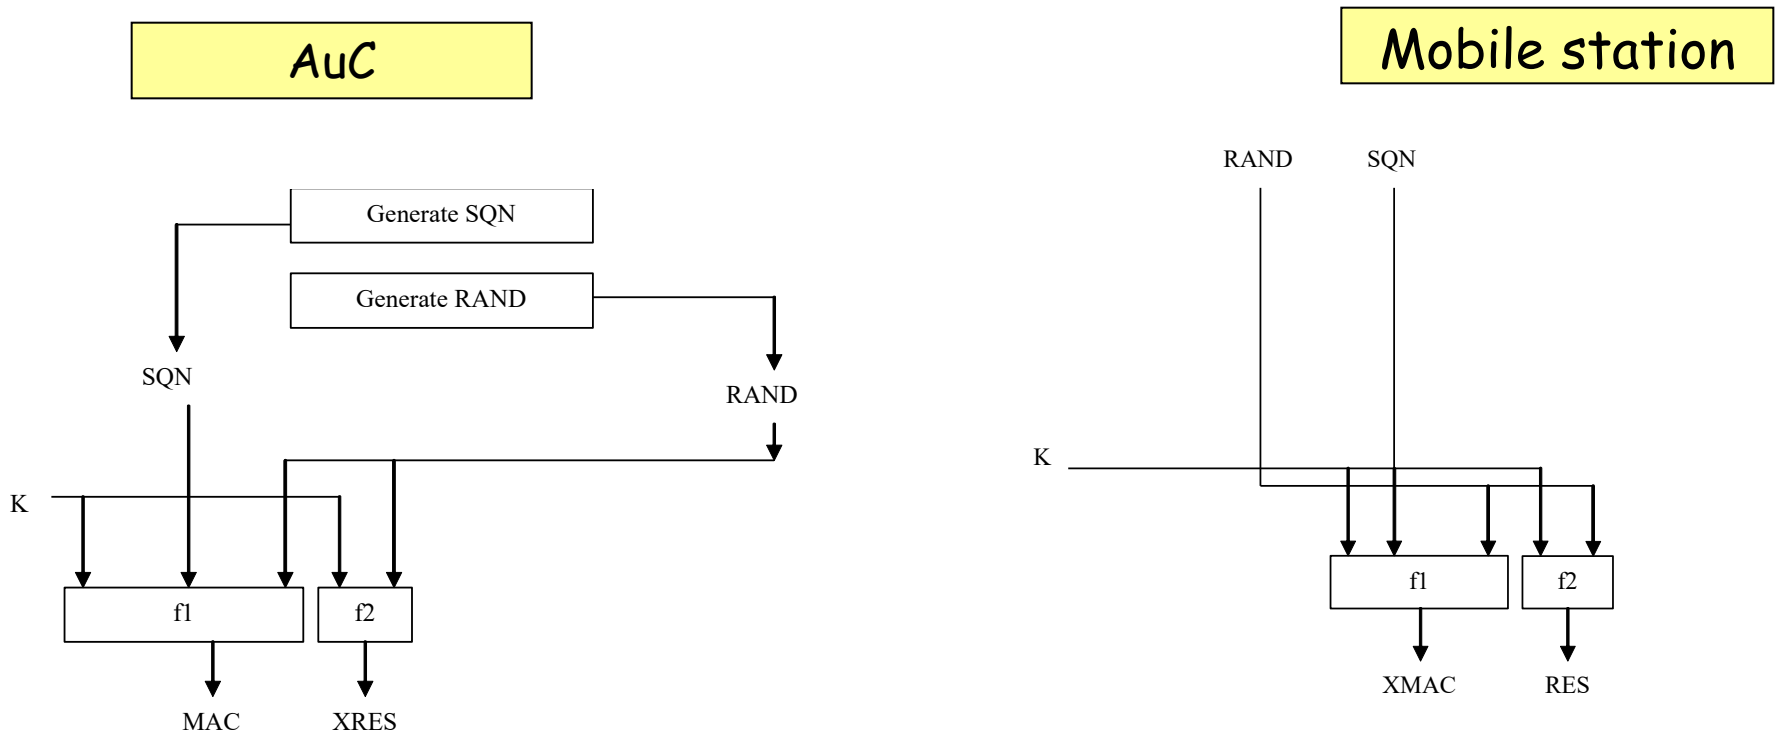 AuC
Generate SQN
Generate RAND
SQN
RAND
K
f1
f2
MAC
XRES
Mobile station
RAND
SQN
K
f1
f2
XMAC
RES